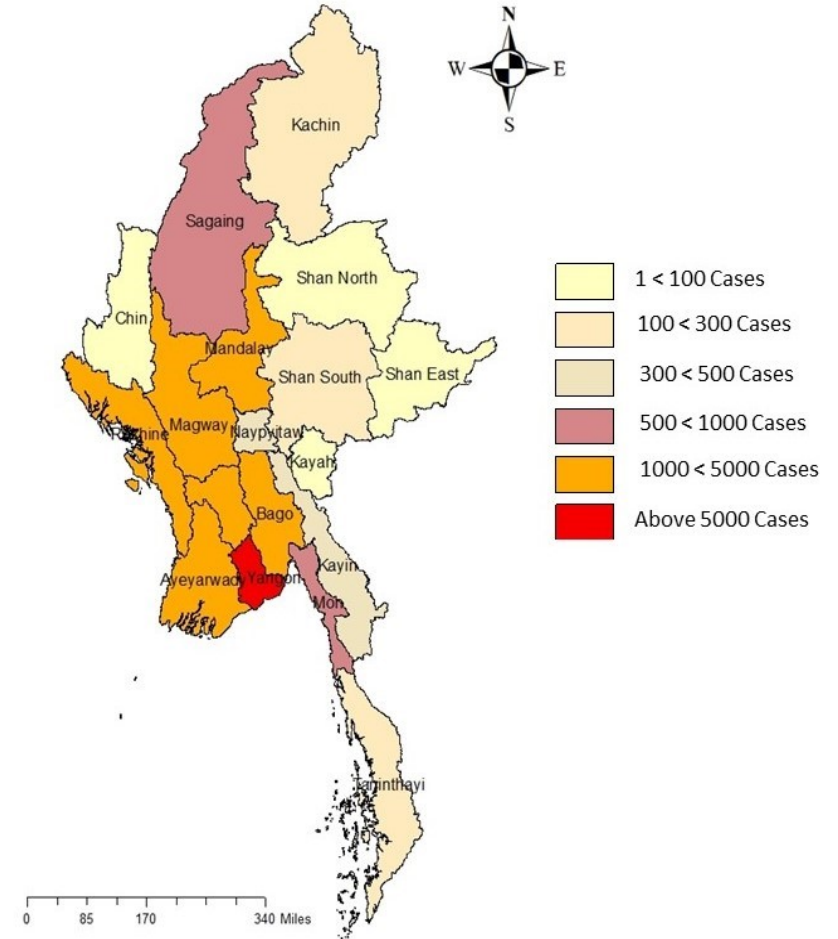 N
W E
S
Kachin
Sagaing
Shan North
Chin
Mandalay
Shan South
Shan East
Rakhine
Magway
Naypyitaw
Kayah
Bago
Ayeyarwady
Yangon
Kayin
Mon
Taninthayi
1 < 100 Cases
100 < 300 Cases
300 < 500 Cases
500 < 1000 Cases
1000 < 5000 Cases
Above 5000 Cases
0 85 170 340 Miles